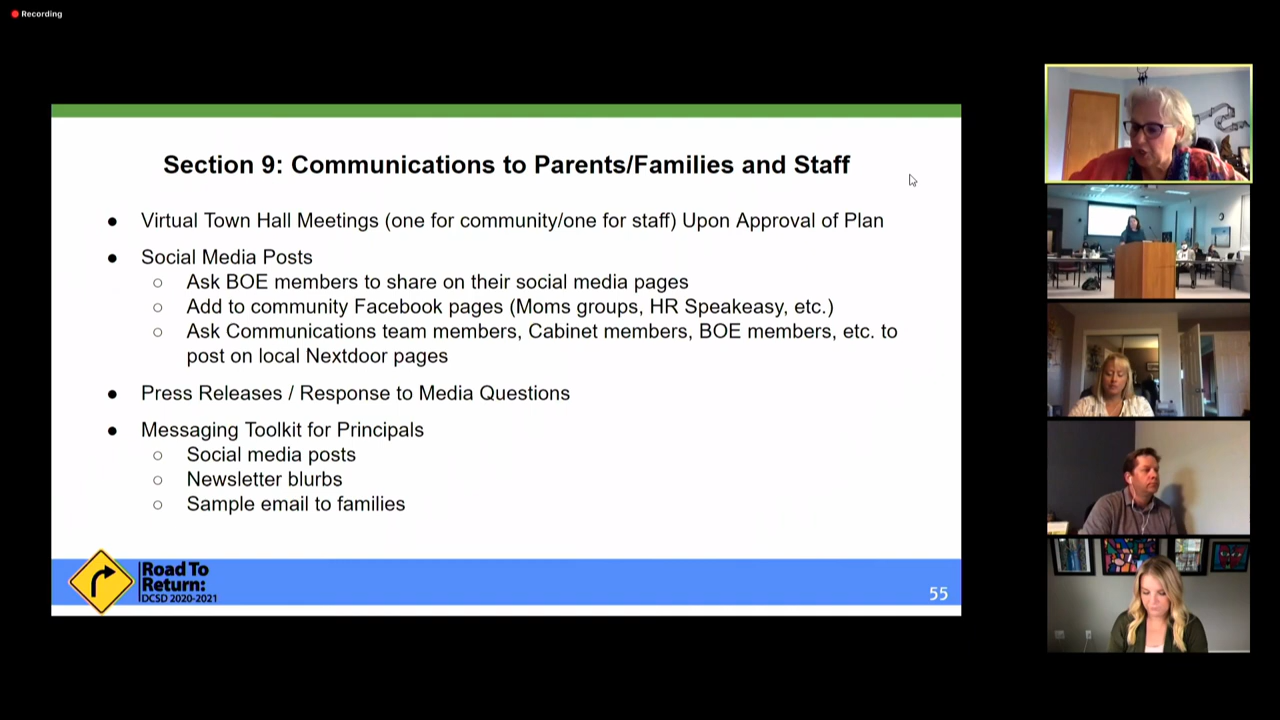 Recording
Section 9: Communications to Parents/Families and Staff
● Virtual Town Hall Meetings (one for community/one for staff) Upon Approval of Plan
● Social Media Posts
○ Ask BOE members to share on their social media pages
○ Add to community Facebook pages (Moms groups, HR Speakeasy, etc.)
○ Ask Communications team members, Cabinet members, BOE members, etc. to
post on local Nextdoor pages
● Press Releases / Response to Media Questions
● Messaging Toolkit for Principals
○ Social media posts
○ Newsletter blurbs
○ Sample email to families
Road To
Return:
DCSD 2020-2021
55